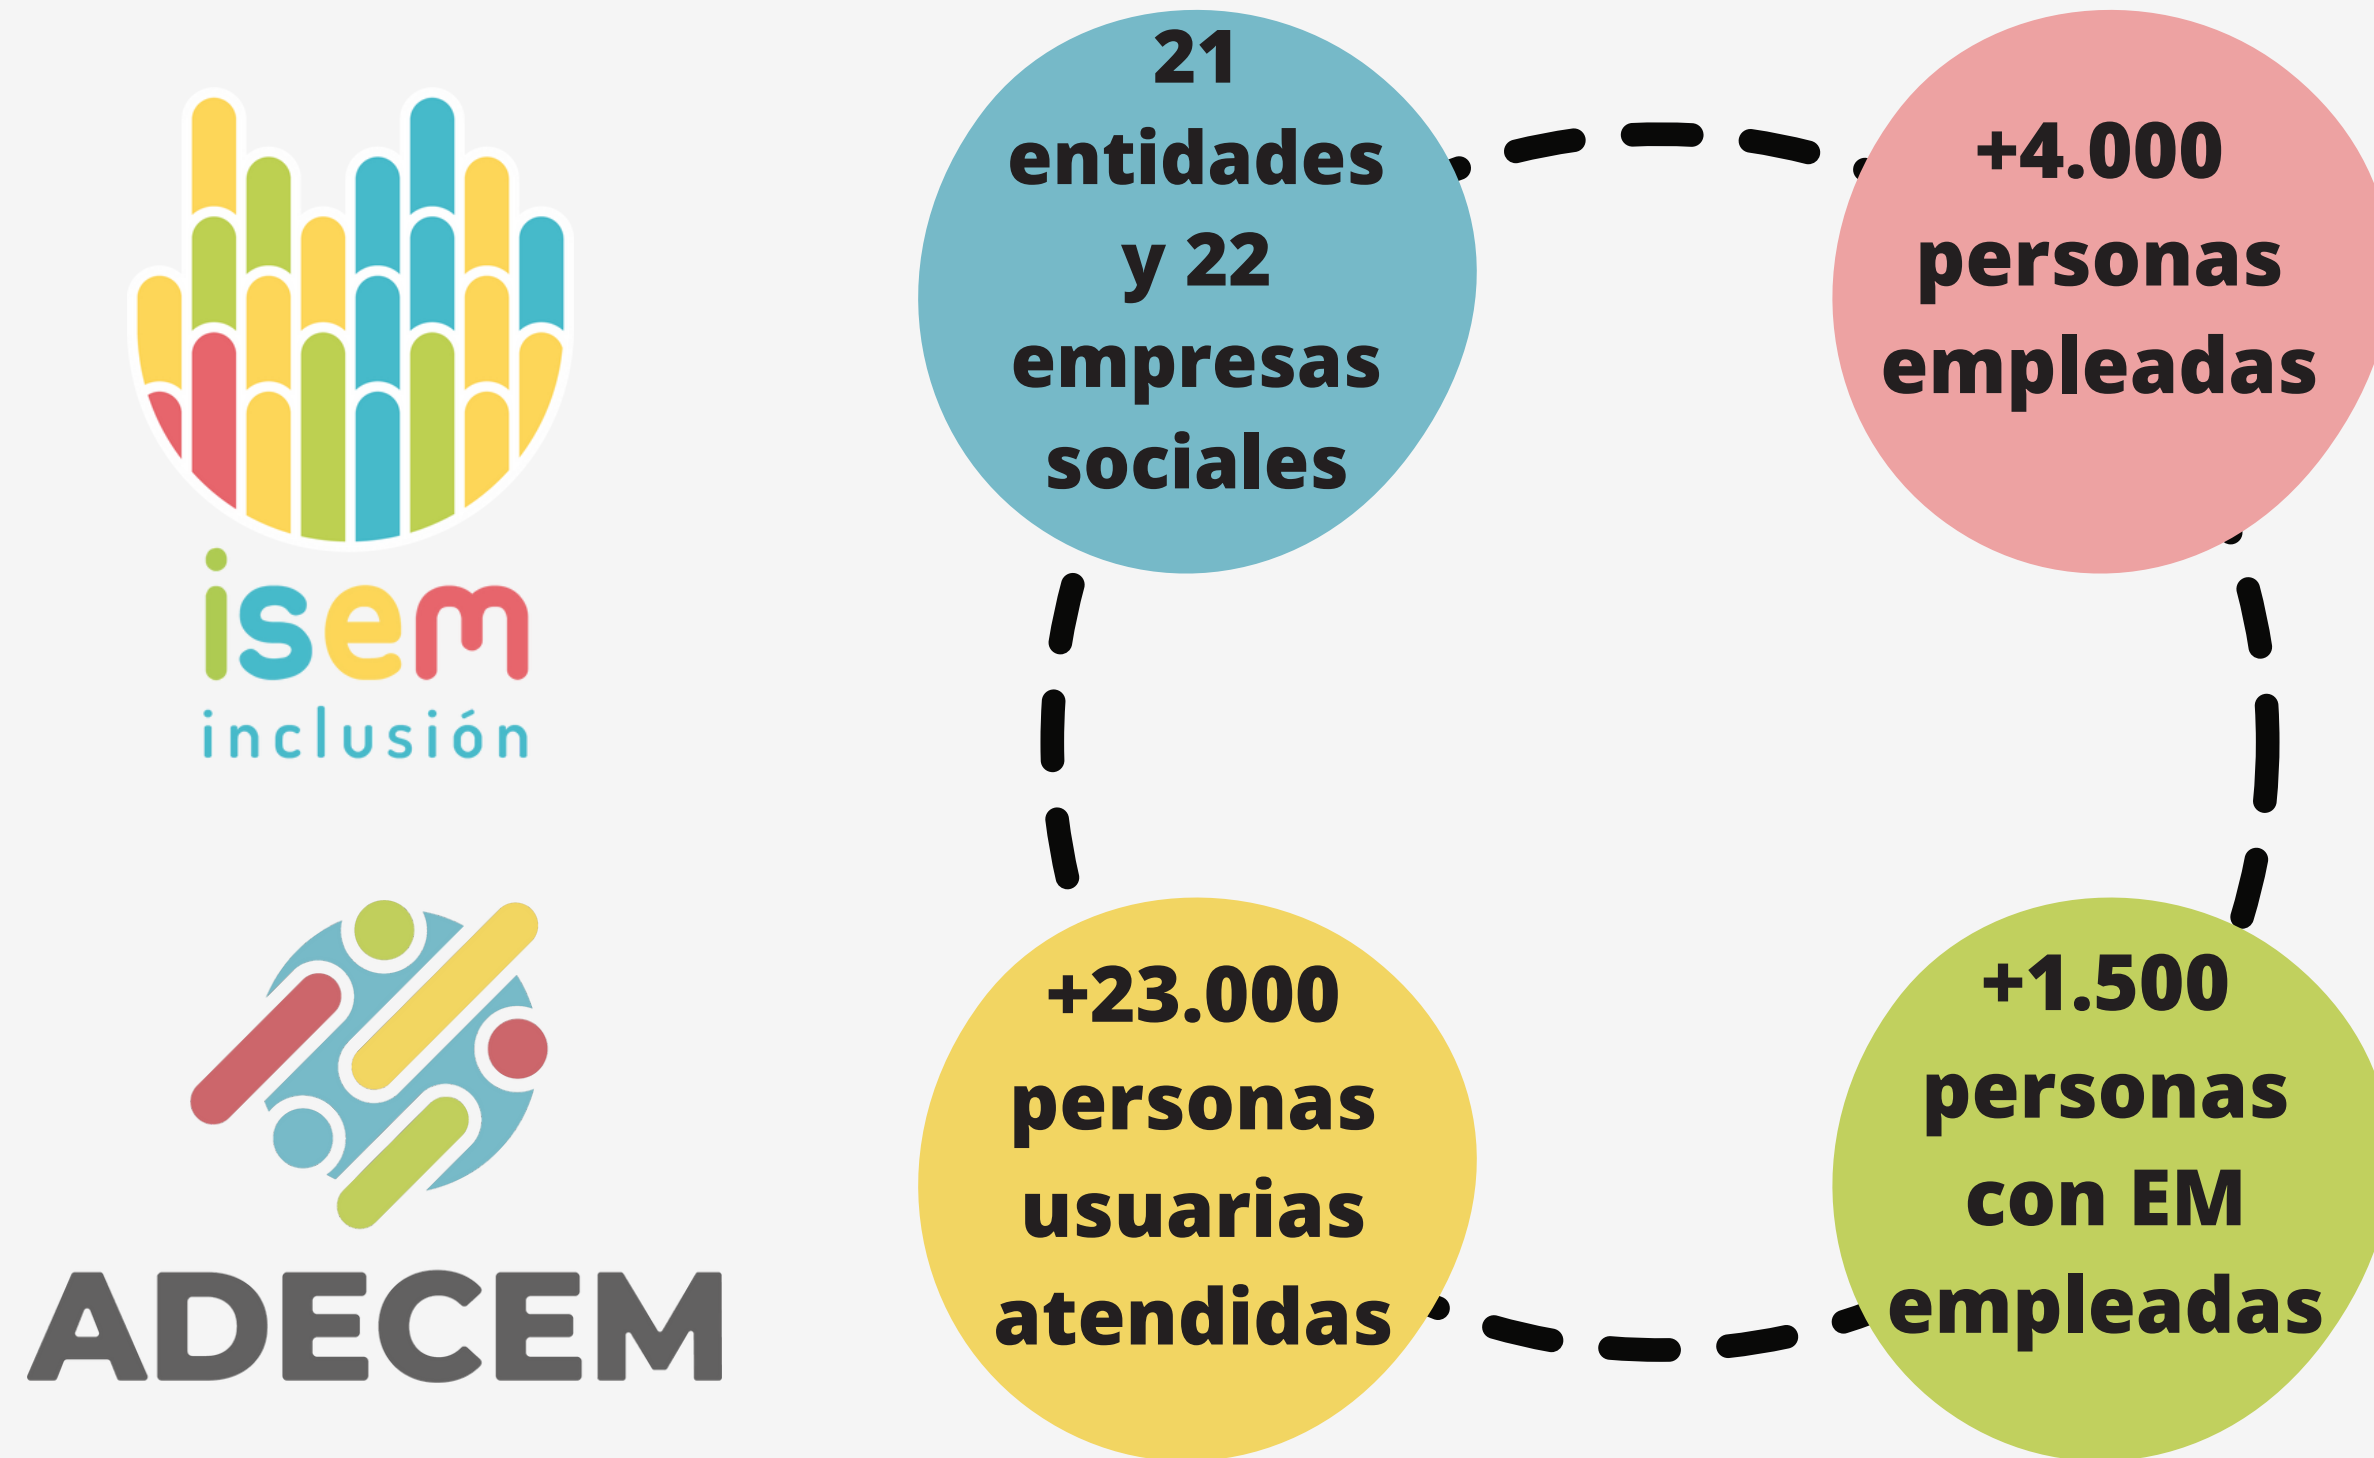 isem
inclusión
ADECEM
21
entidades
y 22
empresas
sociales
+4.000
personas
empleadas
+23.000
personas
usuarias
atendidas
+1.500
personas
con EM
empleadas